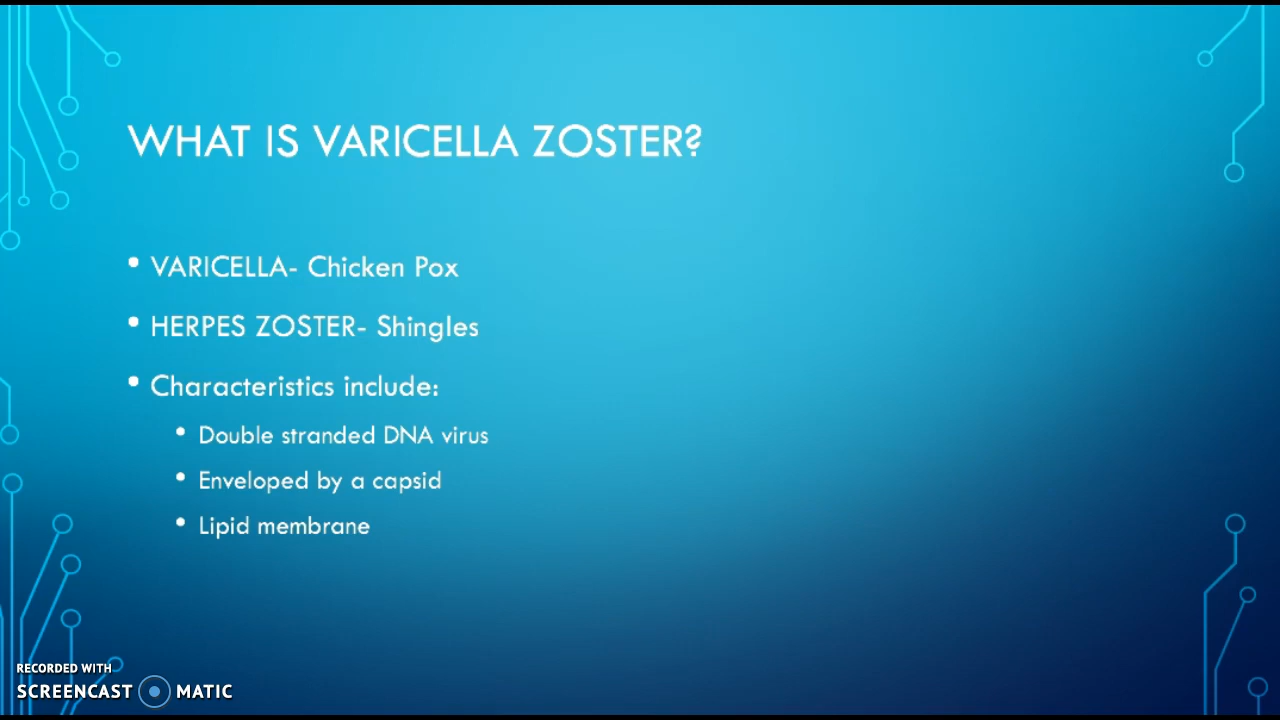 WHAT IS VARICELLA ZOSTER?
• VARICELLA- Chicken Pox
• HERPES ZOSTER- Shingles
• Characteristics include:
• Double stranded DNA virus
• Enveloped by a capsid
• Lipid membrane
RECORDED WITH
SCREENCAST MATIC